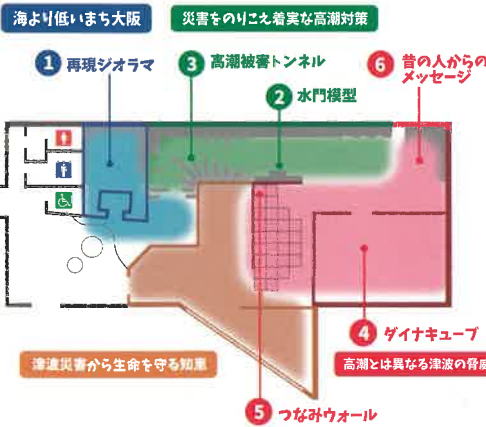 海より低いまち大阪
災害をのりこえ着実な高潮対策
1 再現ジオラマ
3 高潮被害トンネル
2 水門模型
6 昔の人からの
メッセージ
4 ダイナキューブ
津波災害から生命を守る知恵
高潮とは異なる津波の脅威
5 つなみウォール